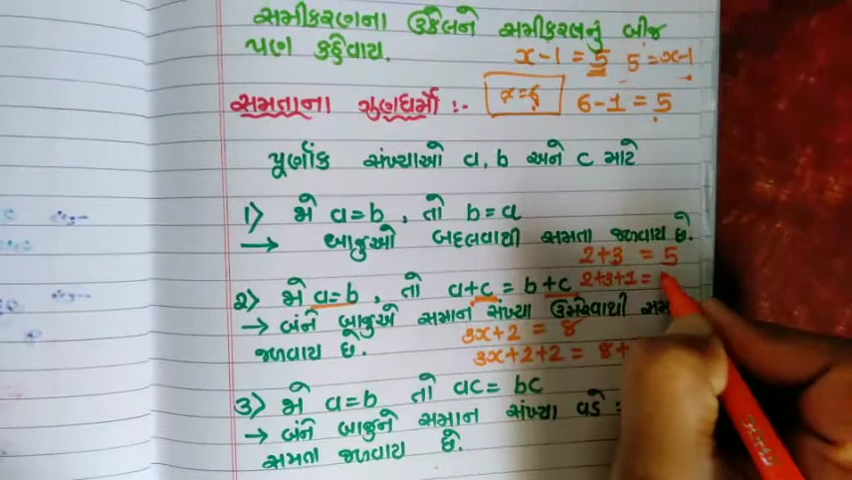 સમીકરણના ઉકેલને સમીકરણનું બીજ
પણ કહેવાય.
x-1 = 5 5 = x-1
x=6
6-1 = 5
સમતાના ગુણધર્મો :-
પૂર્ણાંક સંખ્યાઓ a, b અને c માટે
1) જો a=b , તો b=a
→ બાજુઓ બદલવાથી સમતા જળવાય છે.
2+3 = 5
2) જો a=b , તો a+c = b+c 2+3+1=
→ બંને બાજુએ સમાન સંખ્યા ઉમેરવાથી સમ
જળવાય છે.
3x+2 = 8
3x+2+2 = 8+
3) જો a=b તો ac= bc
→ બંને બાજુને સમાન સંખ્યા વડે
સમતા જળવાય છે.